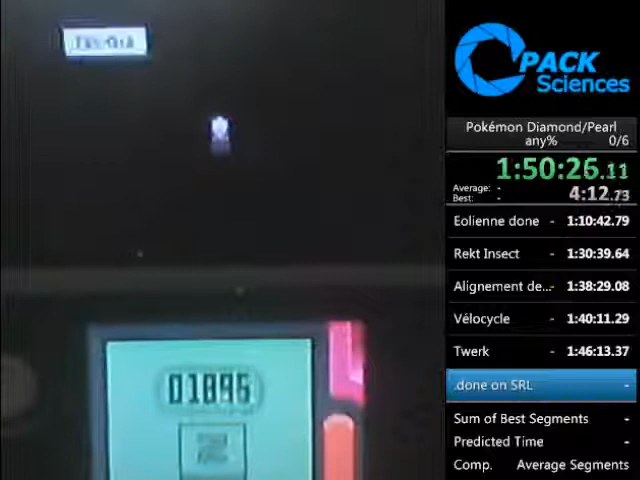 PACK
Sciences
Pokémon Diamond/Pearl
any% 0/6
1:50:26.11
Average: -
Best: - 4:12.73
Eolienne done - 1:10:42.79
Rekt Insect - 1:30:39.64
Alignement de... - 1:38:29.08
Vélocycle - 1:40:11.29
Twerk - 1:46:13.37
.done on SRL -
Sum of Best Segments -
Predicted Time -
Comp. Average Segments
01896